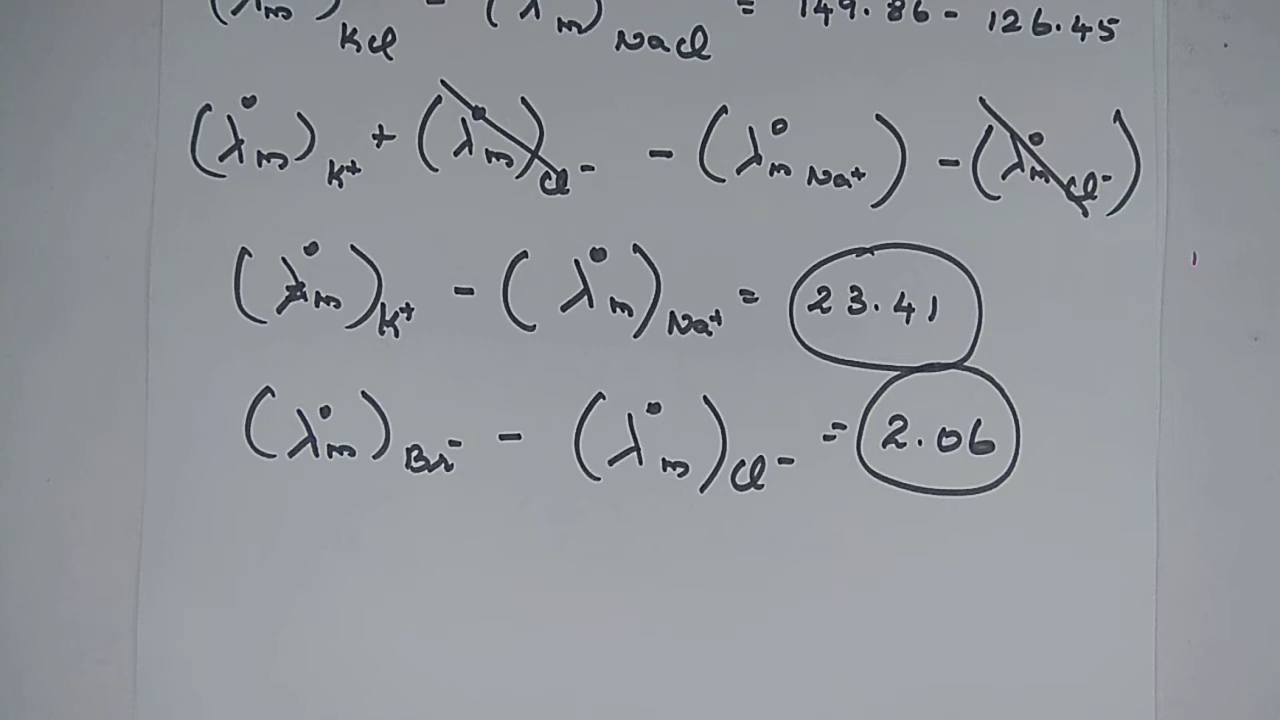 (λ°m)KCl - (λ°m)NaCl = 149.86 - 126.45
(λ°m)K+ + (λ°m)Cl- - (λ°m Na+) - (λ°m Cl-)
(λ°m)K+ - (λ°m)Na+ = 23.41
(λ°m)Br- - (λ°m)Cl- = 2.06